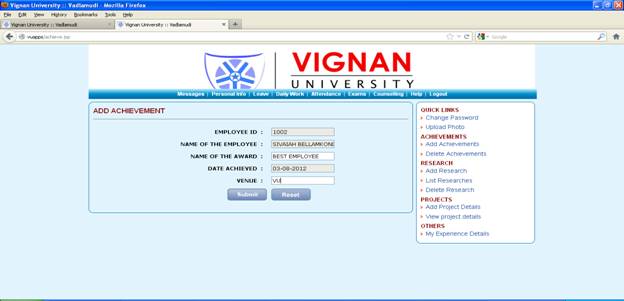 Vignan University :: Vadlamudi - Mozilla Firefox
File Edit View History Bookmarks Tools Help
Vignan University :: Vadlamudi
Vignan University :: Vadlamudi
vuapps/achieve.jsp
Google
VIGNAN
UNIVERSITY
Messages | Personal Info | Leave | Daily Work | Attendance | Exams | Counselling | Help | Logout
ADD ACHIEVEMENT
EMPLOYEE ID : 1002
NAME OF THE EMPLOYEE : SIVAIAH BELLAMKOND
NAME OF THE AWARD : BEST EMPLOYEE
DATE ACHIEVED : 03-08-2012
VENUE : VU
Submit Reset
QUICK LINKS
Change Password
Upload Photo
ACHIEVEMENTS
Add Achievements
Delete Achievements
RESEARCH
Add Research
List Researches
Delete Research
PROJECTS
Add Project Details
View project details
OTHERS
My Experience Details